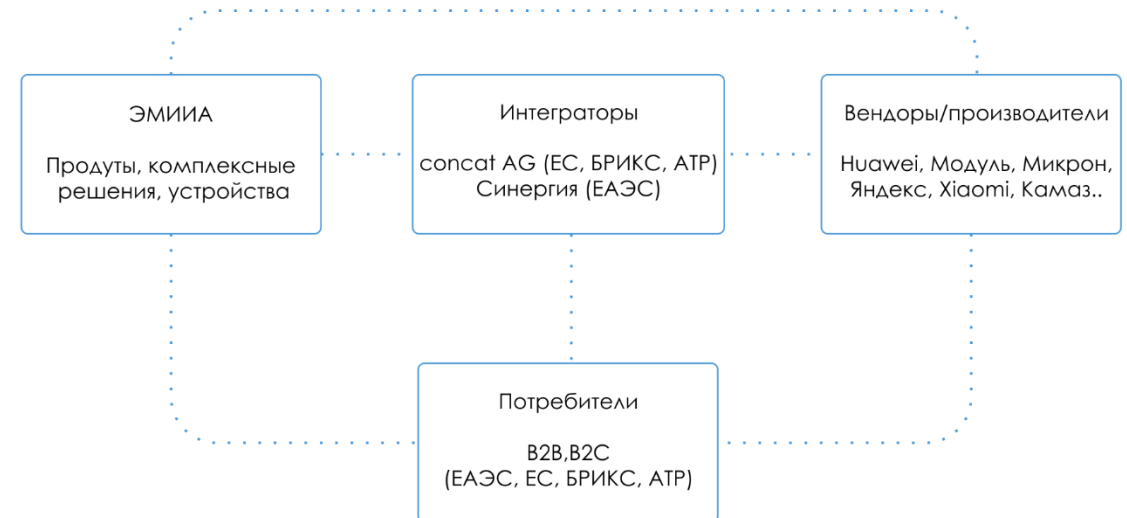 ЭМИИА
Продуты, комплексные
решения, устройства
Интеграторы
concat AG (ЕС, БРИКС, АТР)
Синергия (ЕАЭС)
Вендоры/производители
Huawei, Модуль, Микрон,
Яндекс, Xiaomi, Камаз..
Потребители
B2B,B2C
(ЕАЭС, ЕС, БРИКС, АТР)